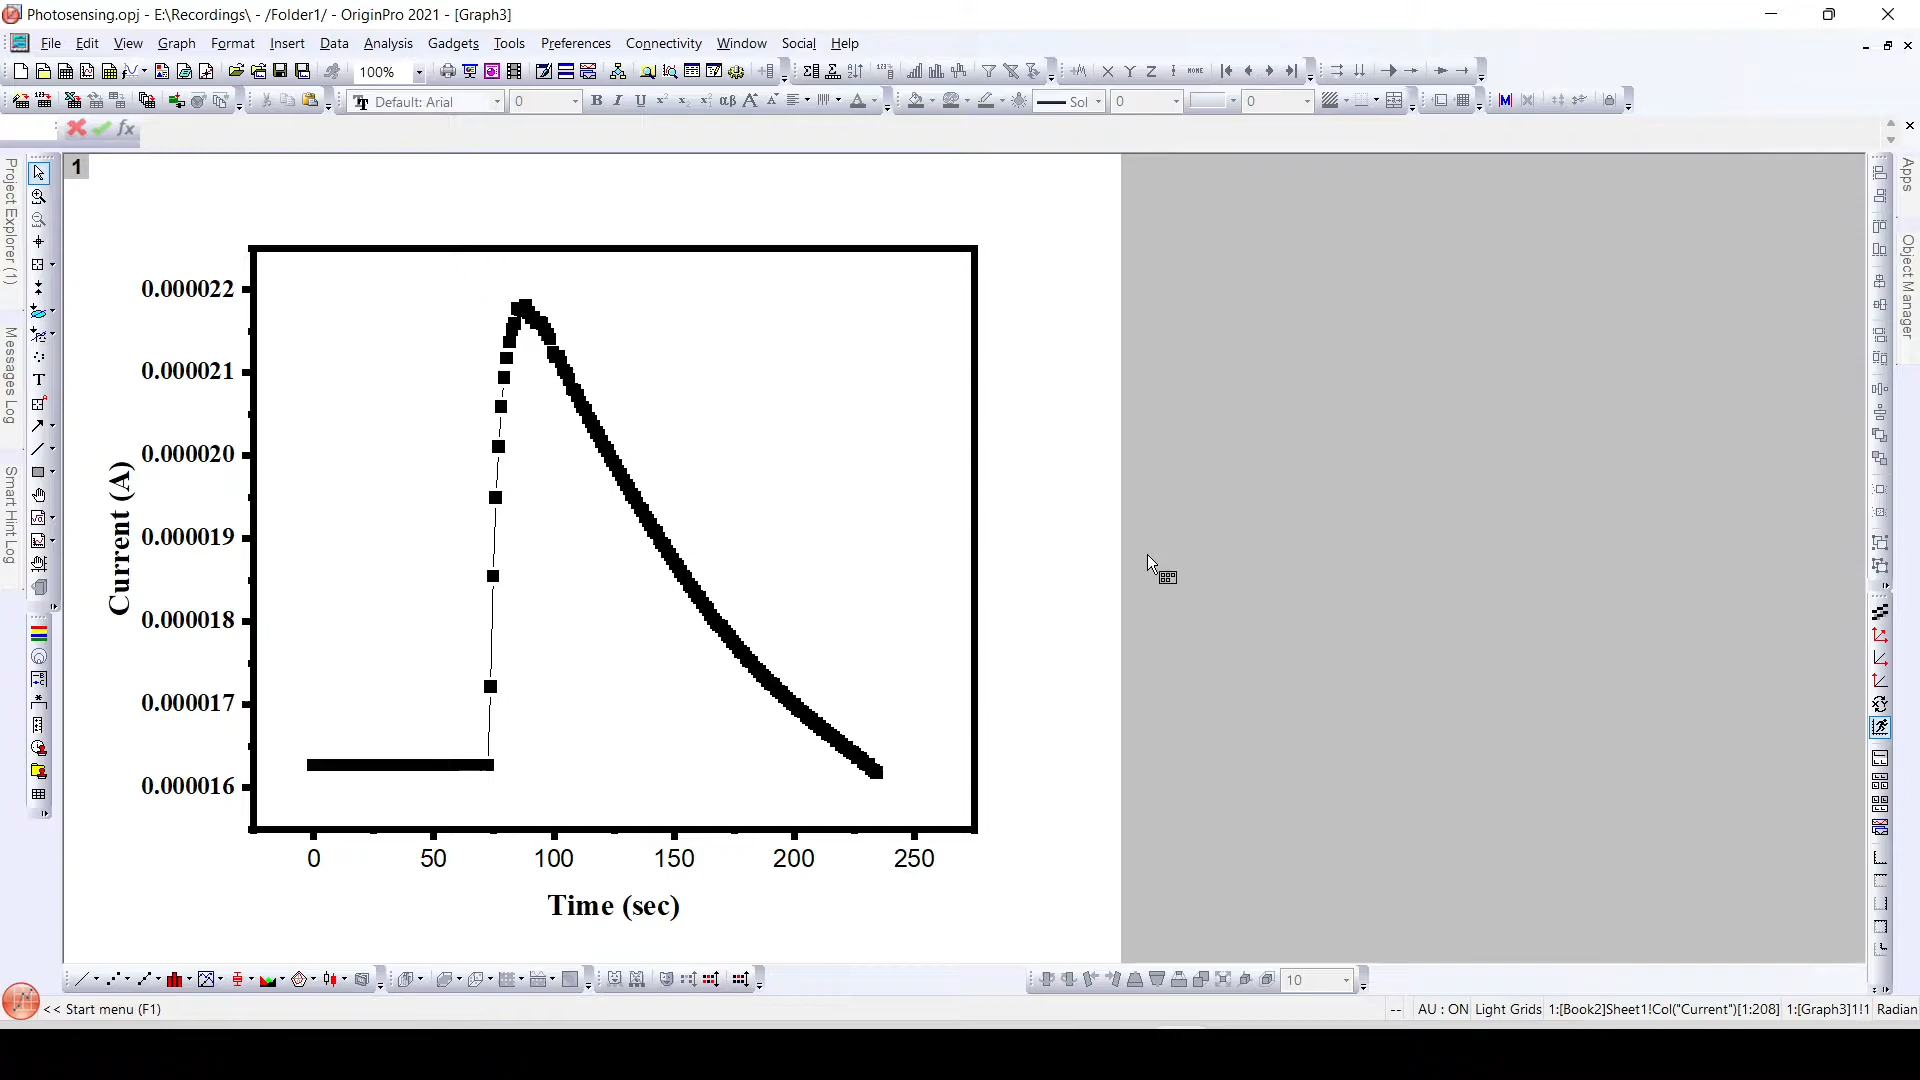 Photosensing.opj - E:\Recordings\ - /Folder1/ - OriginPro 2021 - [Graph3]
File Edit View Graph Format Insert Data Analysis Gadgets Tools Preferences Connectivity Window Social Help
100%
Default: Arial 0 B I U αβ A A A Sol 0 0
fx
1
Project Explorer (1)
Messages Log
Smart Hint Log
Apps
Object Manager
0.000022
0.000021
0.000020
0.000019
0.000018
0.000017
0.000016
Current (A)
0 50 100 150 200 250
Time (sec)
10
<< Start menu (F1)
-- AU : ON Light Grids 1:[Book2]Sheet1!Col("Current")[1:208] 1:[Graph3]1!1 Radian